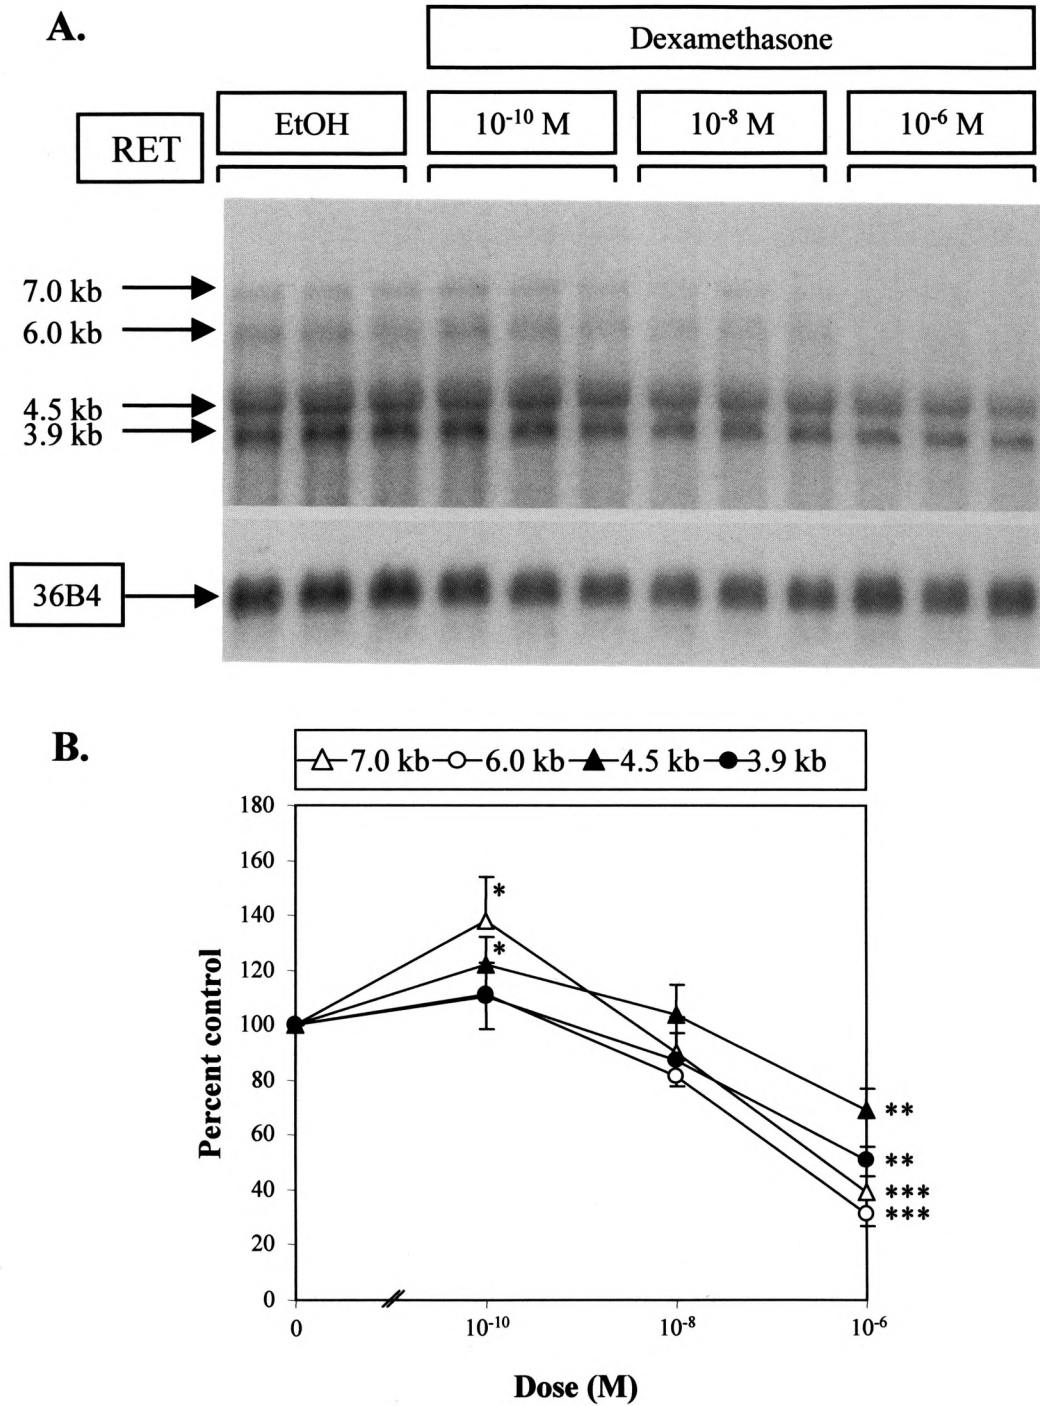 A.
Dexamethasone
RET
EtOH 10⁻¹⁰ M 10⁻⁸ M 10⁻⁶ M
7.0 kb
6.0 kb
4.5 kb
3.9 kb
36B4
B.
7.0 kb 6.0 kb 4.5 kb 3.9 kb
180
160
140
120
100
80
60
40
20
0
Percent control
*
*
**
**
***
***
0 10⁻¹⁰ 10⁻⁸ 10⁻⁶
Dose (M)